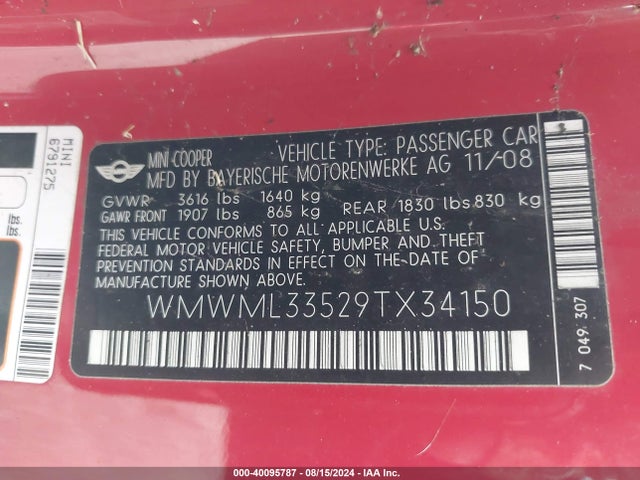 MINI
6791275
lbs.
lbs.
MINI-COOPER
VEHICLE TYPE: PASSENGER CAR
MFD BY BAYERISCHE MOTORENWERKE AG 11/08
GVWR 3616 lbs 1640 kg
GAWR FRONT 1907 lbs 865 kg REAR 1830 lbs 830 kg
THIS VEHICLE CONFORMS TO ALL APPLICABLE U.S.
FEDERAL MOTOR VEHICLE SAFETY, BUMPER AND THEFT
PREVENTION STANDARDS IN EFFECT ON THE DATE OF
MANUFACTURE SHOWN ABOVE.
WMWML33529TX34150
7 049 307
000-40095787 - 08/15/2024 - IAA Inc.